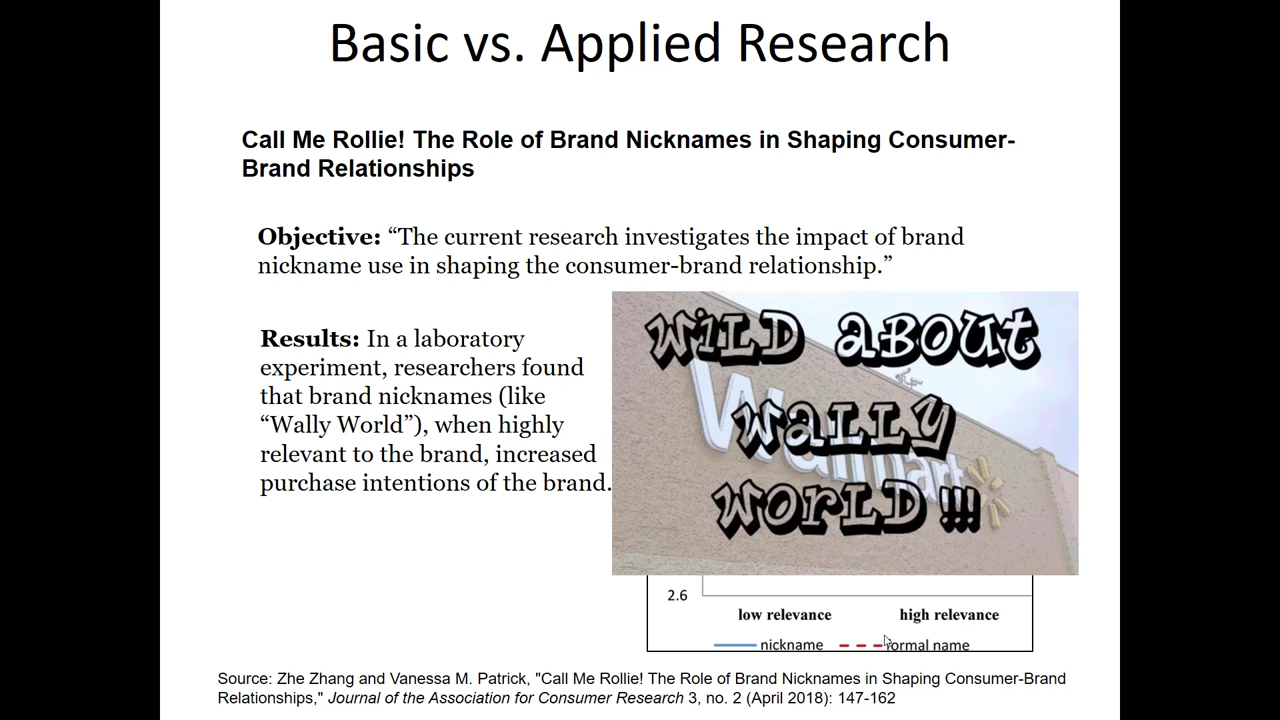 Basic vs. Applied Research
Call Me Rollie! The Role of Brand Nicknames in Shaping Consumer-
Brand Relationships
Objective: “The current research investigates the impact of brand
nickname use in shaping the consumer-brand relationship.”
Results: In a laboratory
experiment, researchers found
that brand nicknames (like
“Wally World”), when highly
relevant to the brand, increased
purchase intentions of the brand.
WiLD aBOUt
Walmart
WaLLy
WOrLD !!!
2.6
low relevance high relevance
nickname formal name
Source: Zhe Zhang and Vanessa M. Patrick, "Call Me Rollie! The Role of Brand Nicknames in Shaping Consumer-Brand
Relationships," Journal of the Association for Consumer Research 3, no. 2 (April 2018): 147-162